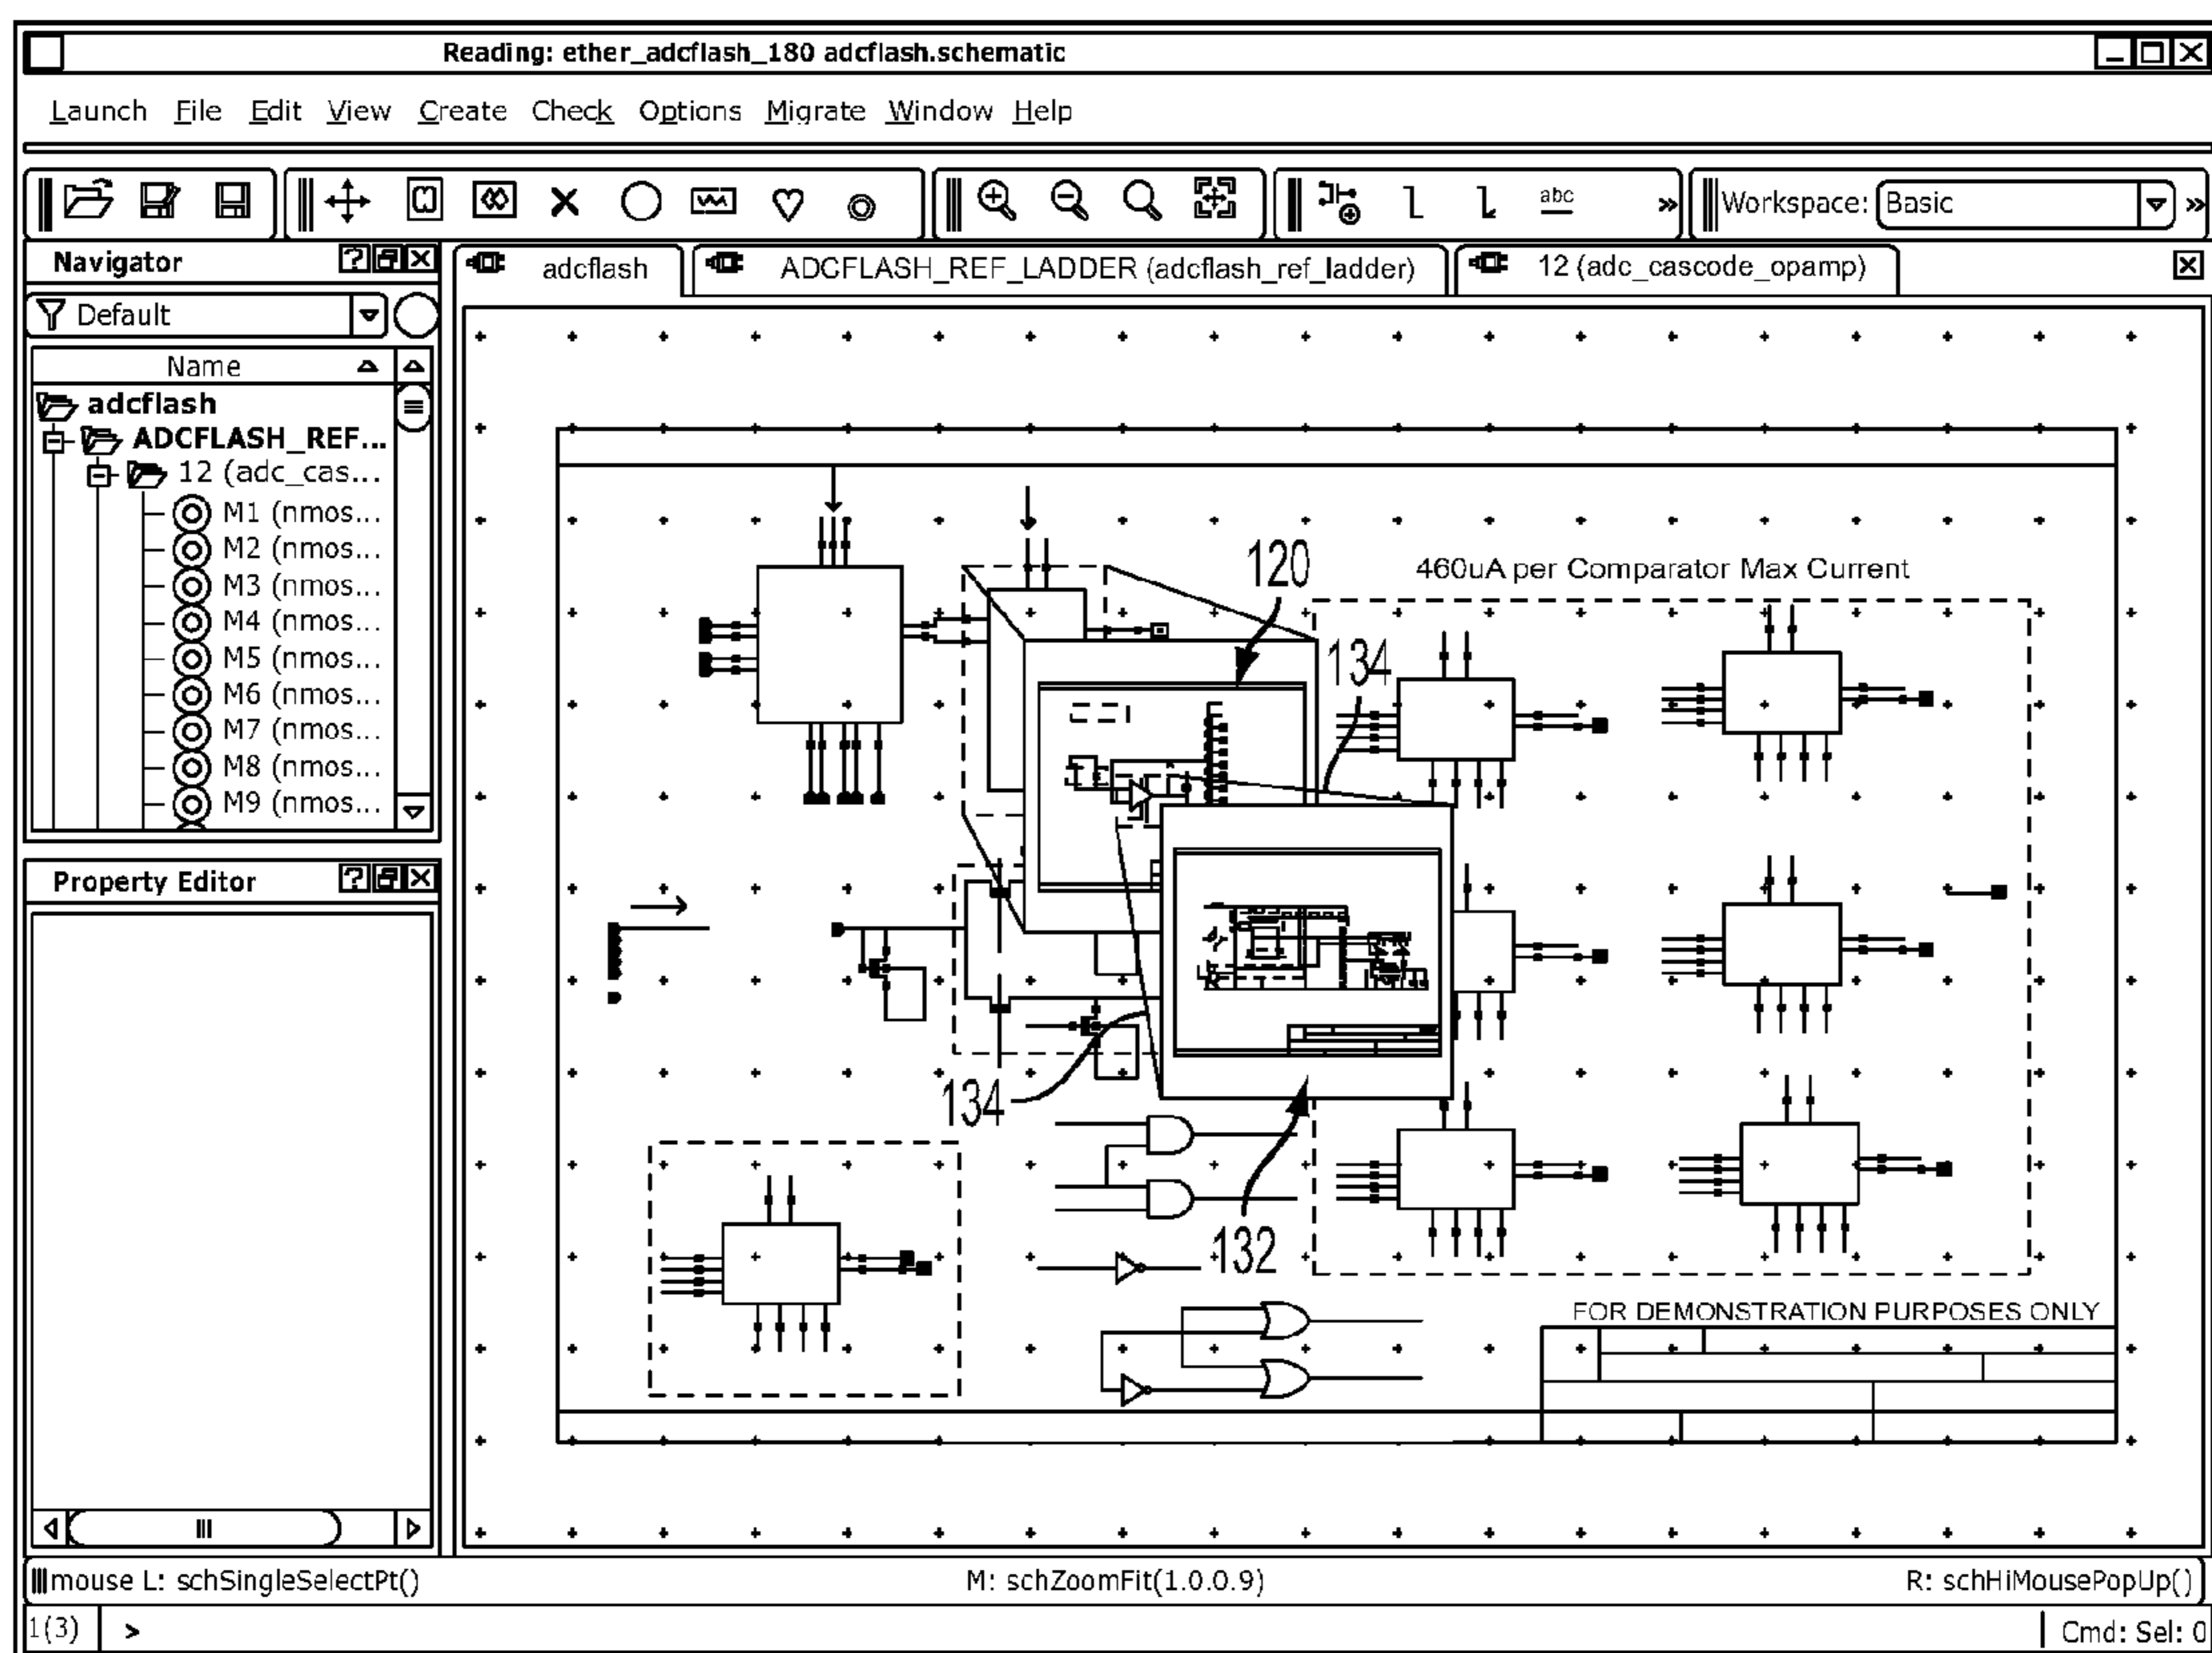 Reading: ether_adcflash_180 adcflash.schematic
Launch File Edit View Create Check Options Migrate Window Help
abc
Workspace: Basic
Navigator
Default
Name
adcflash
ADCFLASH_REF...
12 (adc_cas...
M1 (nmos...
M2 (nmos...
M3 (nmos...
M4 (nmos...
M5 (nmos...
M6 (nmos...
M7 (nmos...
M8 (nmos...
M9 (nmos...
Property Editor
adcflash
ADCFLASH_REF_LADDER (adcflash_ref_ladder)
12 (adc_cascode_opamp)
120
460uA per Comparator Max Current
134
134
132
FOR DEMONSTRATION PURPOSES ONLY
mouse L: schSingleSelectPt() M: schZoomFit(1.0.0.9) R: schHiMousePopUp()
1(3) > Cmd: Sel: 0